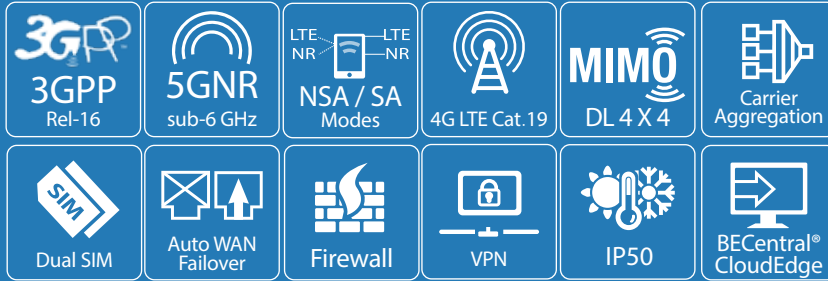 3GPP
3GPP
Rel-16
5GNR
sub-6 GHz
LTE LTE
NR NR
NSA / SA
Modes
4G LTE Cat.19
MIMO
DL 4 X 4
Carrier
Aggregation
SIM
Dual SIM
Auto WAN
Failover
Firewall
VPN
IP50
BECentral®
CloudEdge